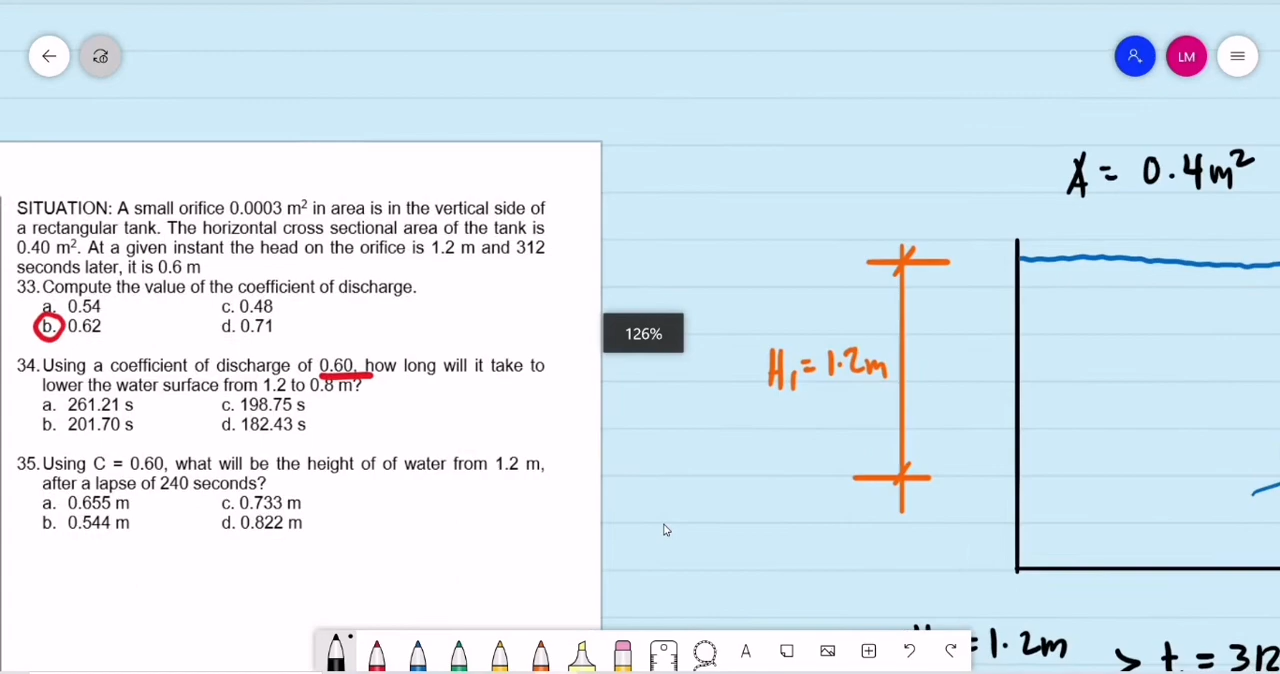 LM
A = 0.4m²
SITUATION: A small orifice 0.0003 m² in area is in the vertical side of
a rectangular tank. The horizontal cross sectional area of the tank is
0.40 m². At a given instant the head on the orifice is 1.2 m and 312
seconds later, it is 0.6 m
33. Compute the value of the coefficient of discharge.
a. 0.54 c. 0.48
b. 0.62 d. 0.71
126%
34. Using a coefficient of discharge of 0.60, how long will it take to
lower the water surface from 1.2 to 0.8 m?
a. 261.21 s c. 198.75 s
b. 201.70 s d. 182.43 s
H₁ = 1.2m
35. Using C = 0.60, what will be the height of of water from 1.2 m,
after a lapse of 240 seconds?
a. 0.655 m c. 0.733 m
b. 0.544 m d. 0.822 m
= 1.2m
> t = 312
A